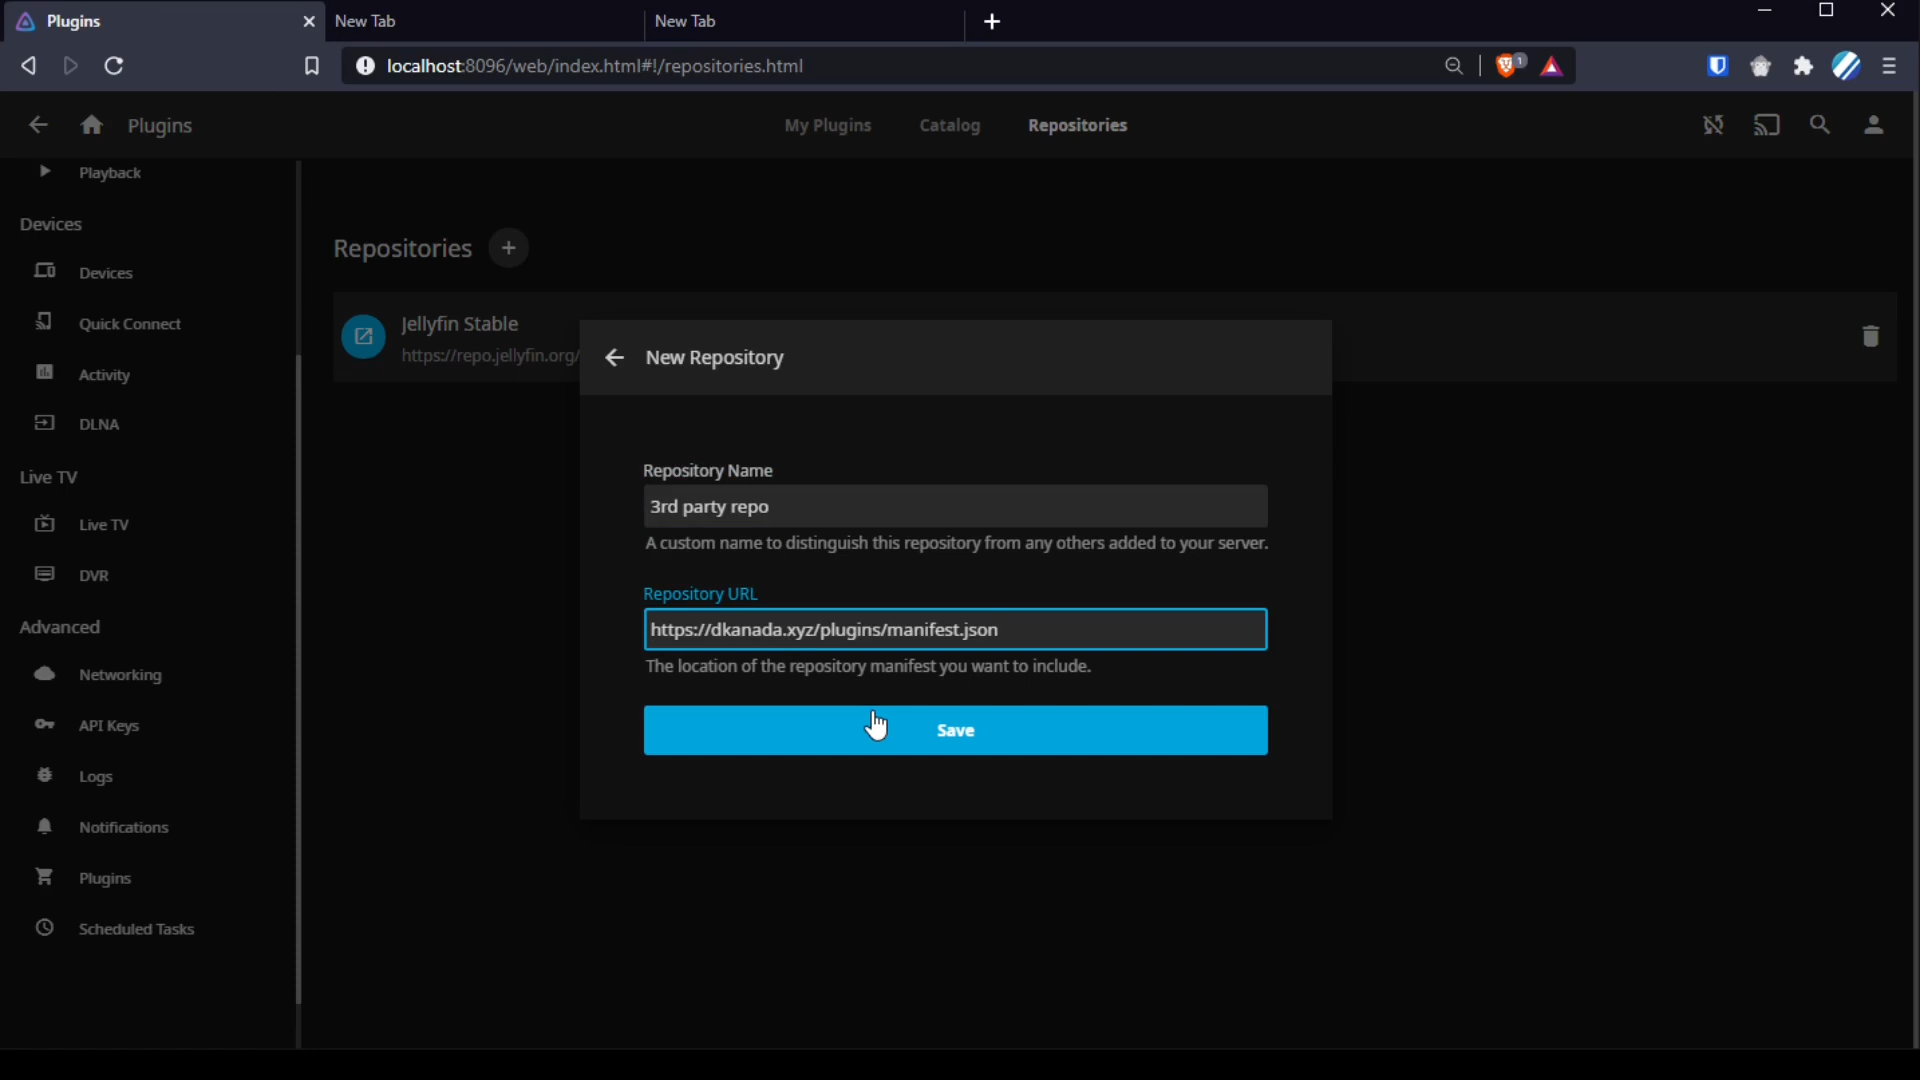 Plugins
New Tab
New Tab
localhost:8096/web/index.html#!/repositories.html
1
Plugins
My Plugins
Catalog
Repositories
Playback
Devices
Devices
Quick Connect
Activity
DLNA
Live TV
Live TV
DVR
Advanced
Networking
API Keys
Logs
Notifications
Plugins
Scheduled Tasks
Repositories
Jellyfin Stable
https://repo.jellyfin.org/
New Repository
Repository Name
3rd party repo
A custom name to distinguish this repository from any others added to your server.
Repository URL
https://dkanada.xyz/plugins/manifest.json
The location of the repository manifest you want to include.
Save